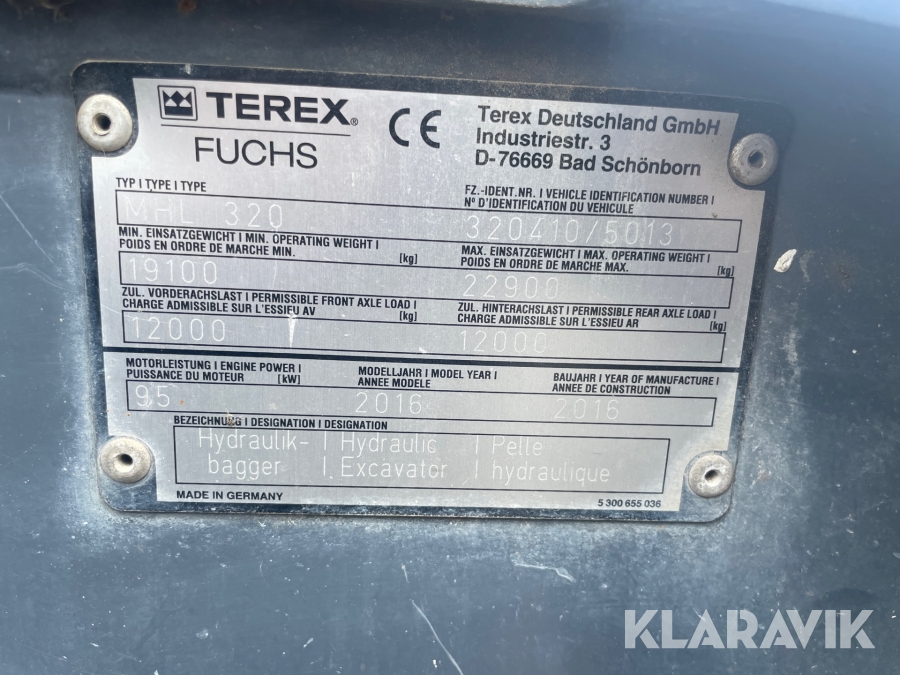 TEREX®
FUCHS
CE
Terex Deutschland GmbH
Industriestr. 3
D-76669 Bad Schönborn
TYP I TYPE I TYPE
MHL 320
FZ.-IDENT.NR. I VEHICLE IDENTIFICATION NUMBER I
N° D'IDENTIFICATION DU VEHICULE
320410/5013
MIN. EINSATZGEWICHT I MIN. OPERATING WEIGHT I
POIDS EN ORDRE DE MARCHE MIN. [kg]
19100
MAX. EINSATZGEWICHT I MAX. OPERATING WEIGHT I
POIDS EN ORDRE DE MARCHE MAX. [kg]
22900
ZUL. VORDERACHSLAST I PERMISSIBLE FRONT AXLE LOAD I
CHARGE ADMISSIBLE SUR L'ESSIEU AV [kg]
12000
ZUL. HINTERACHSLAST I PERMISSIBLE REAR AXLE LOAD I
CHARGE ADMISSIBLE SUR L'ESSIEU AR [kg]
12000
MOTORLEISTUNG I ENGINE POWER I
PUISSANCE DU MOTEUR [kW]
95
MODELLJAHR I MODEL YEAR I
ANNEE MODELE
2016
BAUJAHR I YEAR OF MANUFACTURE I
ANNEE DE CONSTRUCTION
2016
BEZEICHNUNG I DESIGNATION I DESIGNATION
Hydraulik- I Hydraulic I Pelle
bagger I Excavator I hydraulique
MADE IN GERMANY
5 300 655 036
KLARAVIK